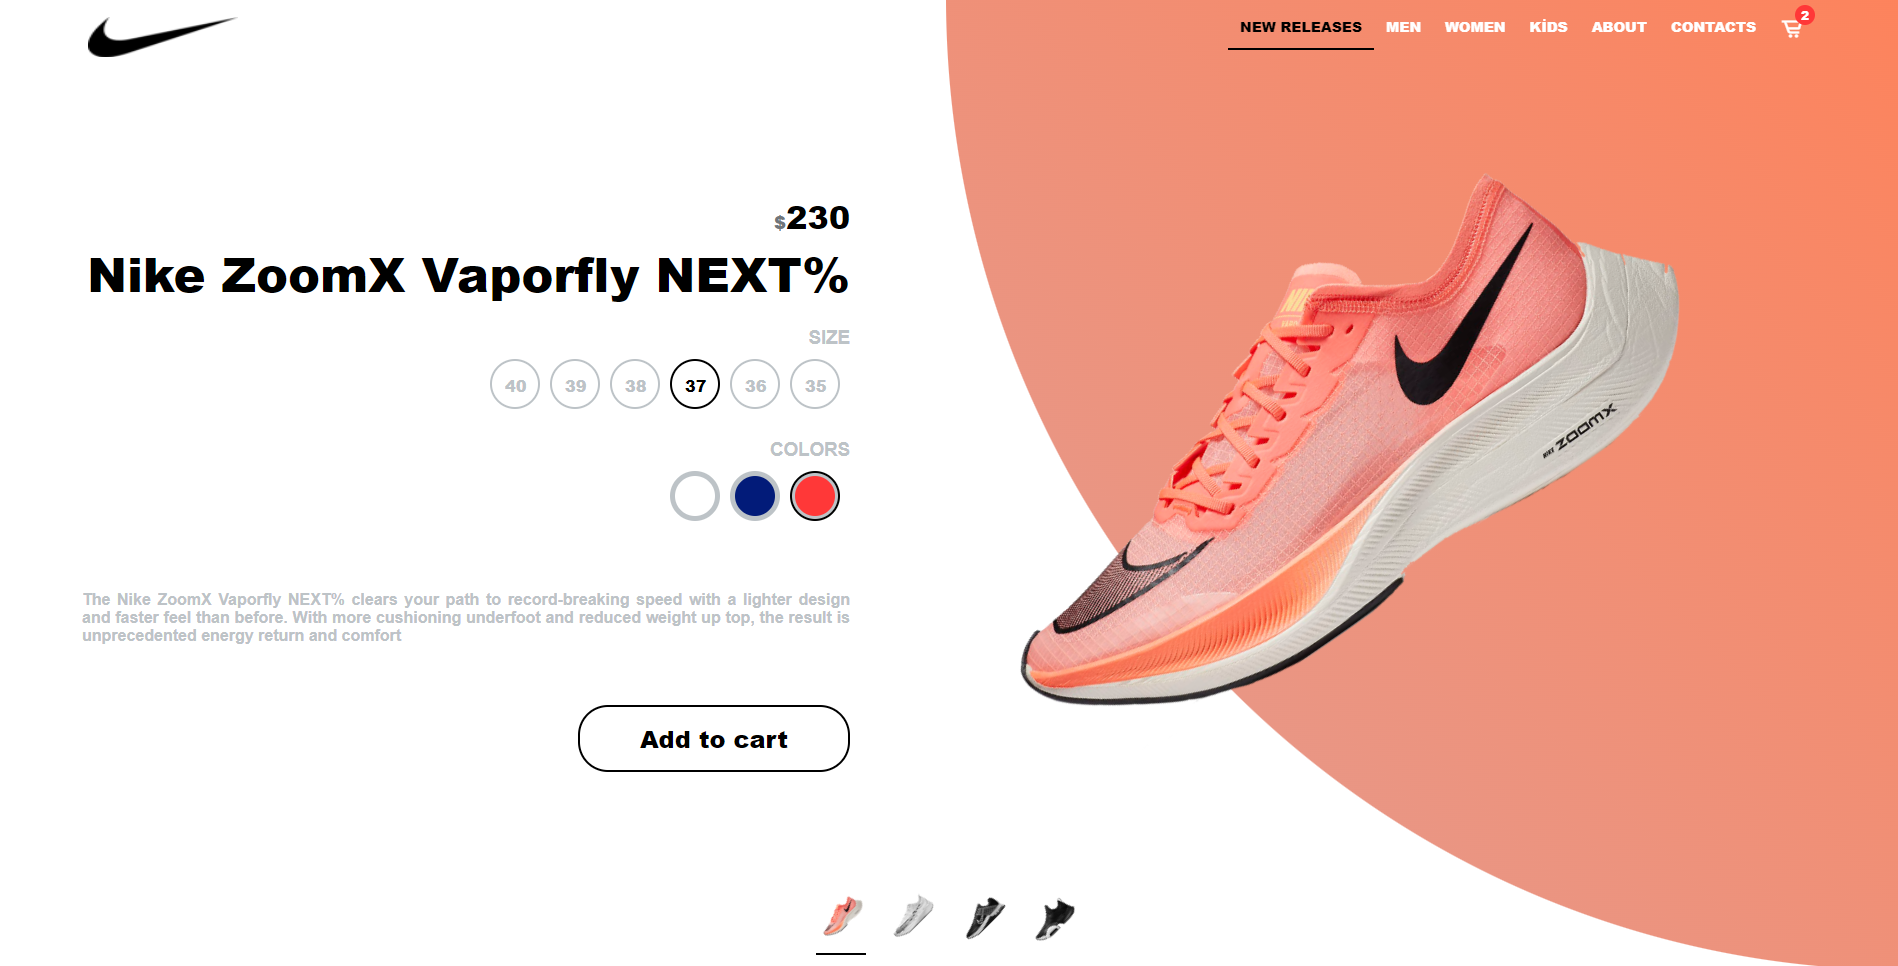 NEW RELEASES MEN WOMEN KİDS ABOUT CONTACTS 2
$230
Nike ZoomX Vaporfly NEXT%
SIZE
40 39 38 37 36 35
COLORS
The Nike ZoomX Vaporfly NEXT% clears your path to record-breaking speed with a lighter design
and faster feel than before. With more cushioning underfoot and reduced weight up top, the result is
unprecedented energy return and comfort
Add to cart
NIKE ZOOMX